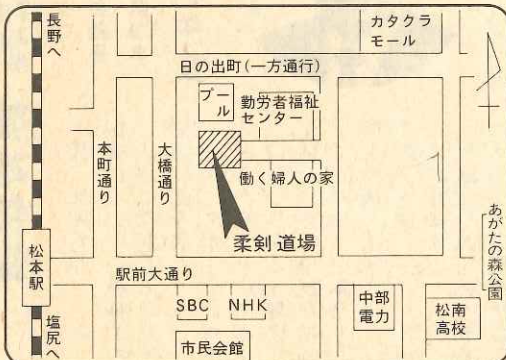 長野へ
カタクラ
モール
日の出町(一方通行)
プール
勤労者福祉
センター
本町通り
大橋通り
働く婦人の家
柔剣道場
あがたの森公園
松本駅
駅前大通り
SBC
NHK
中部
電力
松南
高校
塩尻へ
市民会館